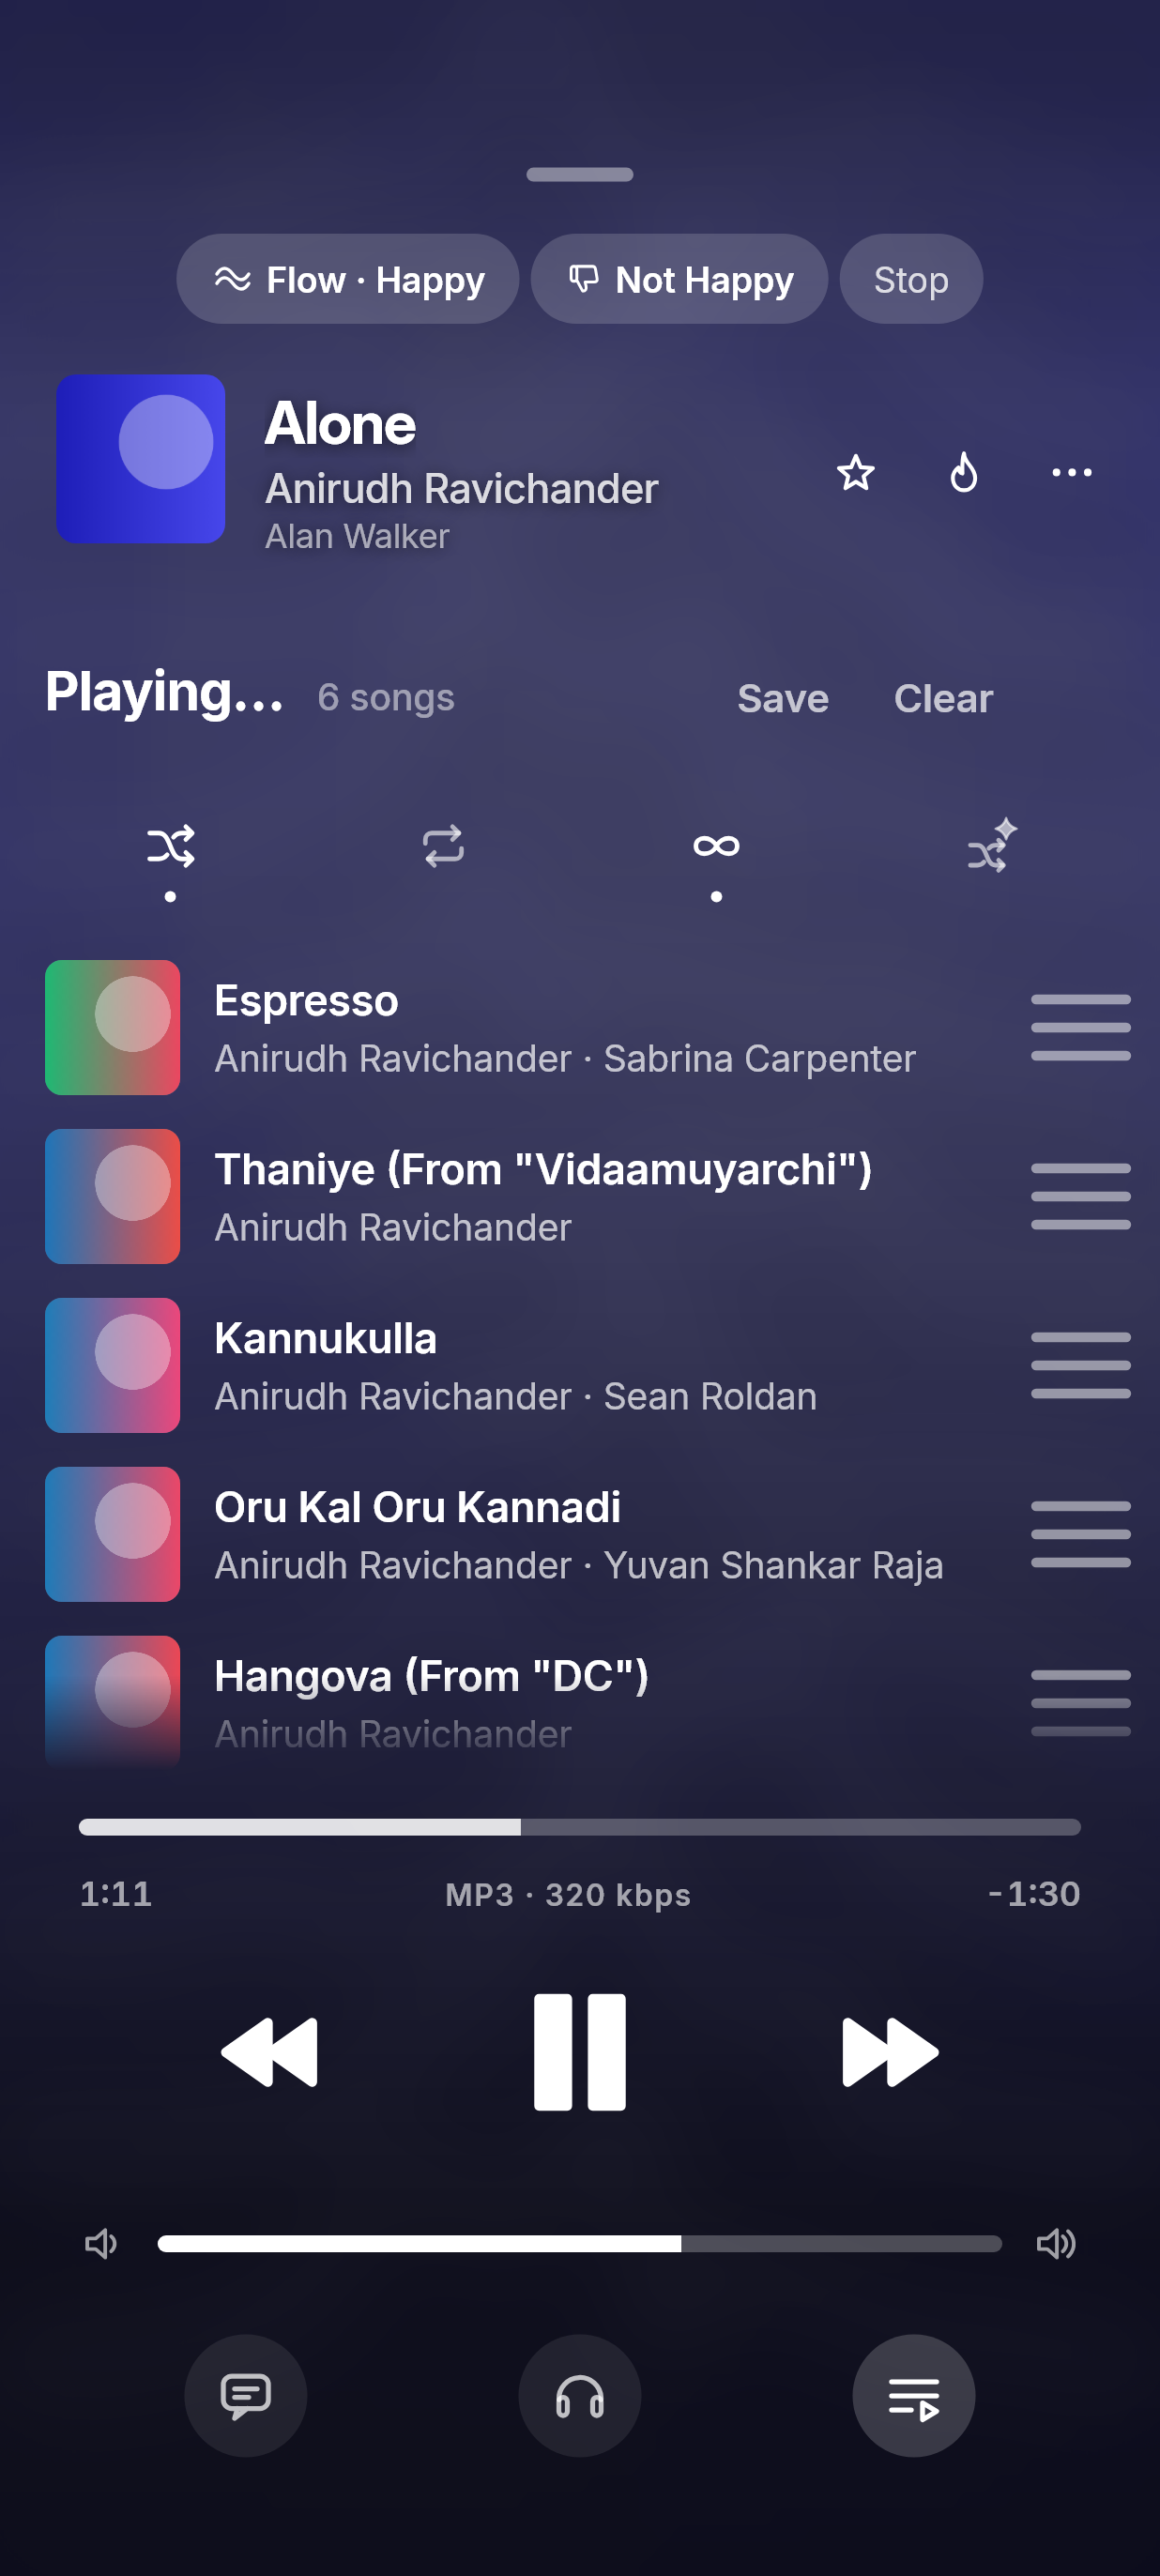 Flow · Happy
Not Happy
Stop
Alone
Anirudh Ravichander
Alan Walker
Playing...
6 songs
Save
Clear
Espresso
Anirudh Ravichander · Sabrina Carpenter
Thaniye (From "Vidaamuyarchi")
Anirudh Ravichander
Kannukulla
Anirudh Ravichander · Sean Roldan
Oru Kal Oru Kannadi
Anirudh Ravichander · Yuvan Shankar Raja
Hangova (From "DC")
Anirudh Ravichander
1:11
MP3 · 320 kbps
-1:30